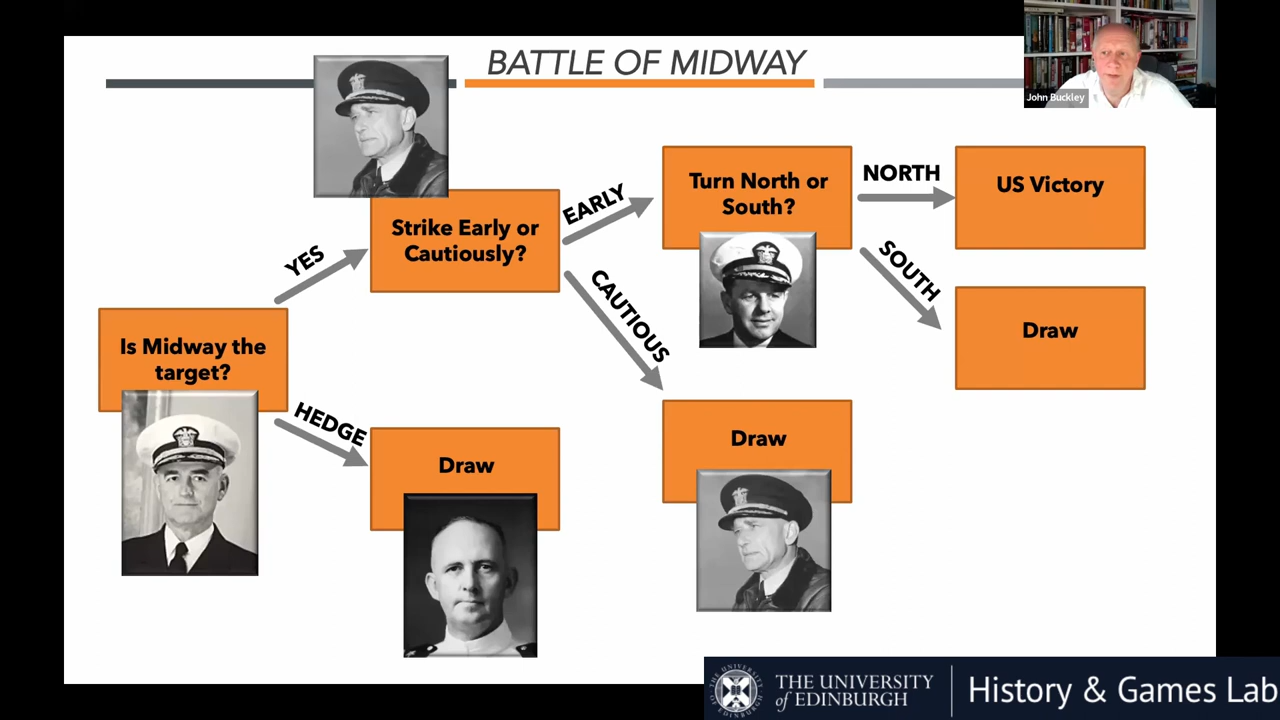 BATTLE OF MIDWAY
John Buckley
Is Midway the
target?
YES
HEDGE
Strike Early or
Cautiously?
Draw
EARLY
CAUTIOUS
Turn North or
South?
Draw
NORTH
SOUTH
US Victory
Draw
THE UNIVERSITY
of EDINBURGH
History & Games Lab